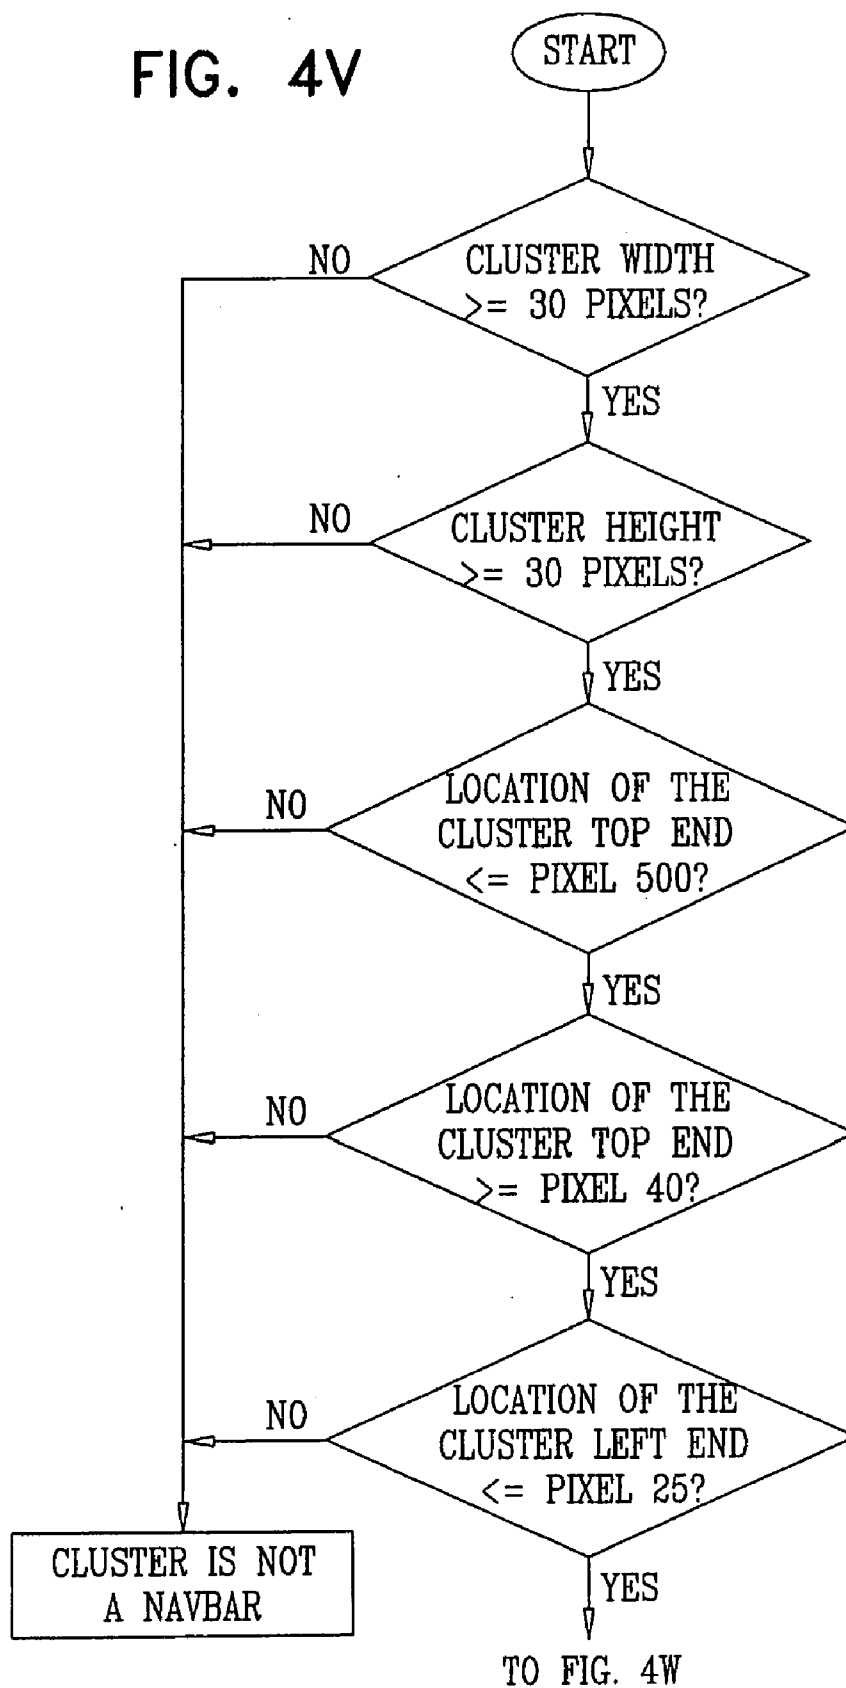 FIG. 4V
START
CLUSTER WIDTH
>= 30 PIXELS?
NO
YES
CLUSTER HEIGHT
>= 30 PIXELS?
NO
YES
LOCATION OF THE
CLUSTER TOP END
<= PIXEL 500?
NO
YES
LOCATION OF THE
CLUSTER TOP END
>= PIXEL 40?
NO
YES
LOCATION OF THE
CLUSTER LEFT END
<= PIXEL 25?
NO
YES
CLUSTER IS NOT
A NAVBAR
TO FIG. 4W